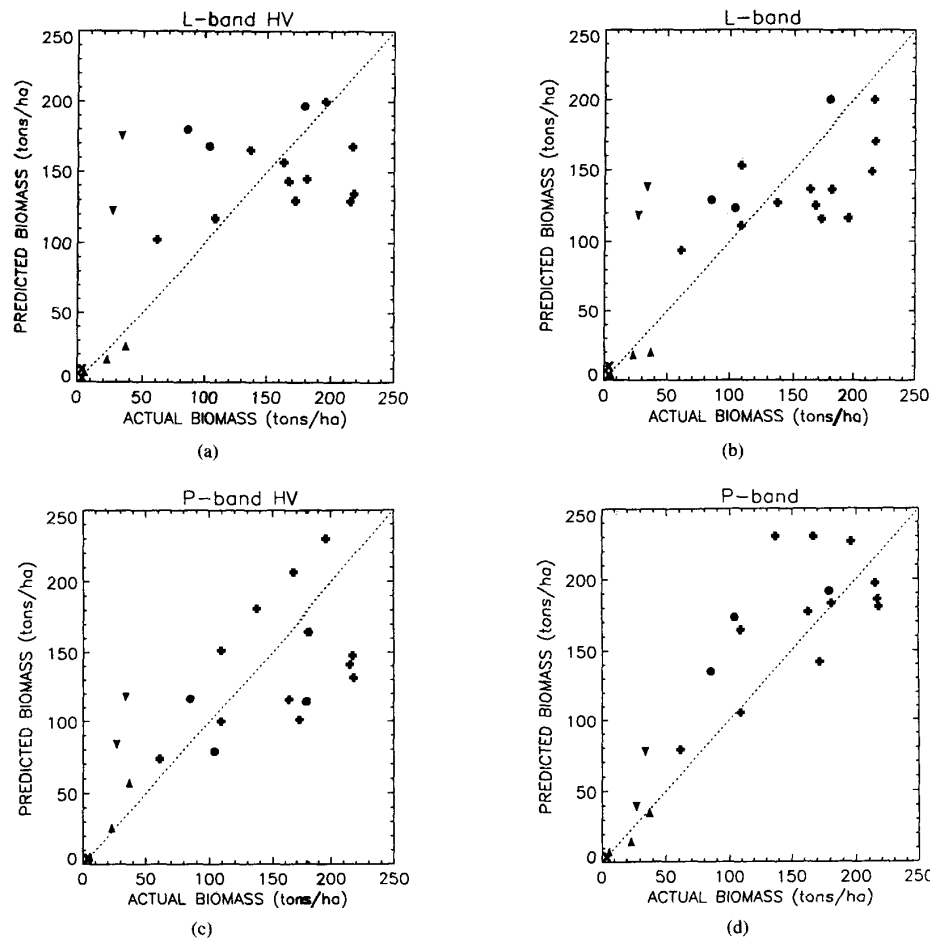 L-band HV
PREDICTED BIOMASS (tons/ha)
250
200
150
100
50
0
0 50 100 150 200 250
ACTUAL BIOMASS (tons/ha)
(a)
L-band
PREDICTED BIOMASS (tons/ha)
250
200
150
100
50
0
0 50 100 150 200 250
ACTUAL BIOMASS (tons/ha)
(b)
P-band HV
PREDICTED BIOMASS (tons/ha)
250
200
150
100
50
0
0 50 100 150 200 250
ACTUAL BIOMASS (tons/ha)
(c)
P-band
PREDICTED BIOMASS (tons/ha)
250
200
150
100
50
0
0 50 100 150 200 250
ACTUAL BIOMASS (tons/ha)
(d)